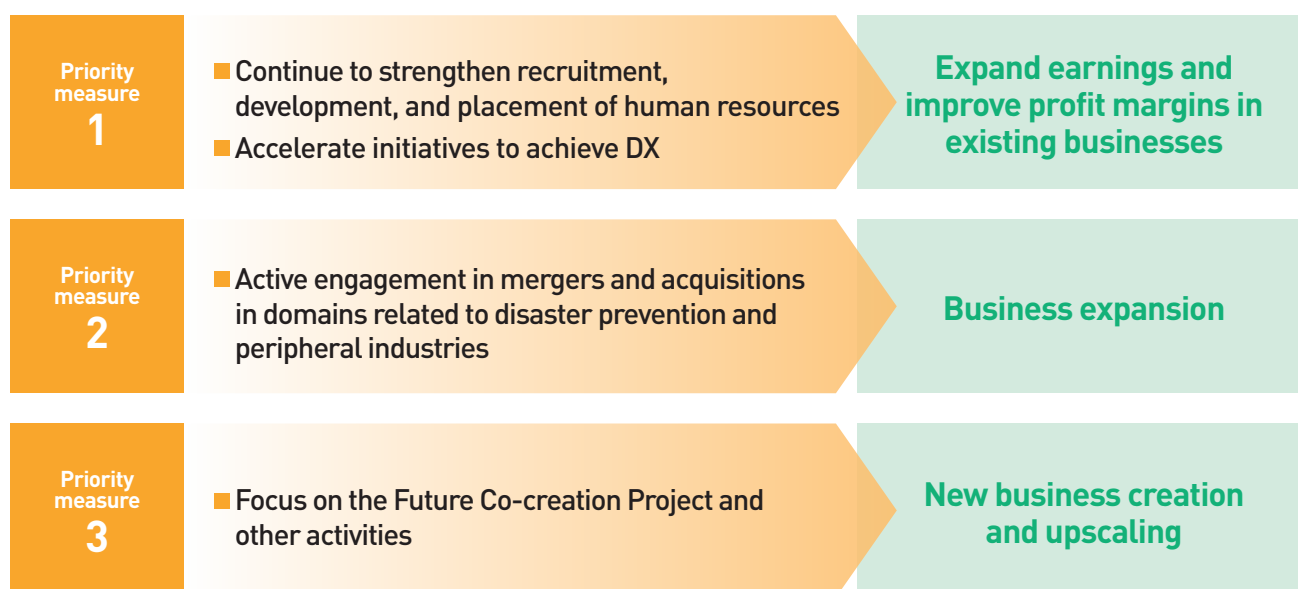 Priority
measure
1
■ Continue to strengthen recruitment,
development, and placement of human resources
■ Accelerate initiatives to achieve DX
Expand earnings and
improve profit margins in
existing businesses
Priority
measure
2
■ Active engagement in mergers and acquisitions
in domains related to disaster prevention and
peripheral industries
Business expansion
Priority
measure
3
■ Focus on the Future Co-creation Project and
other activities
New business creation
and upscaling